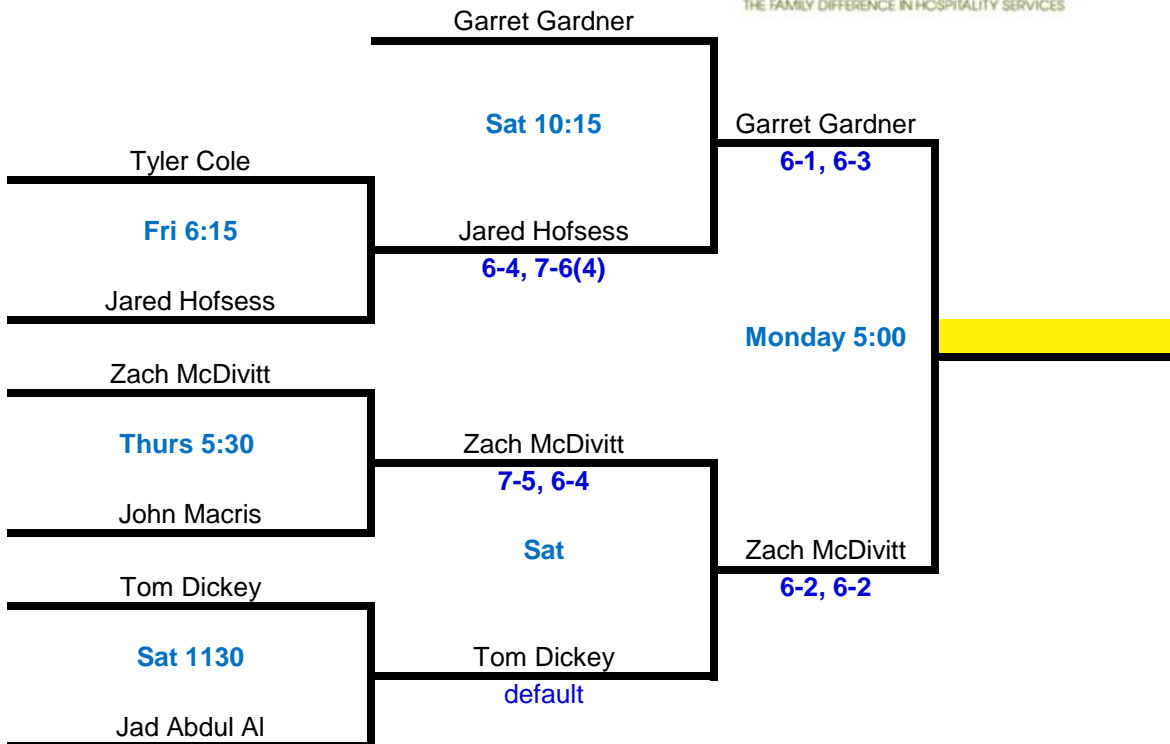 THE FAMILY DIFFERENCE IN HOSPITALITY SERVICES
Garret Gardner
Sat 10:15
Garret Gardner
6-1, 6-3
Tyler Cole
Fri 6:15
Jared Hofsess
6-4, 7-6(4)
Jared Hofsess
Monday 5:00
Zach McDivitt
Thurs 5:30
Zach McDivitt
7-5, 6-4
John Macris
Sat
Zach McDivitt
6-2, 6-2
Tom Dickey
Sat 1130
Tom Dickey
default
Jad Abdul Al